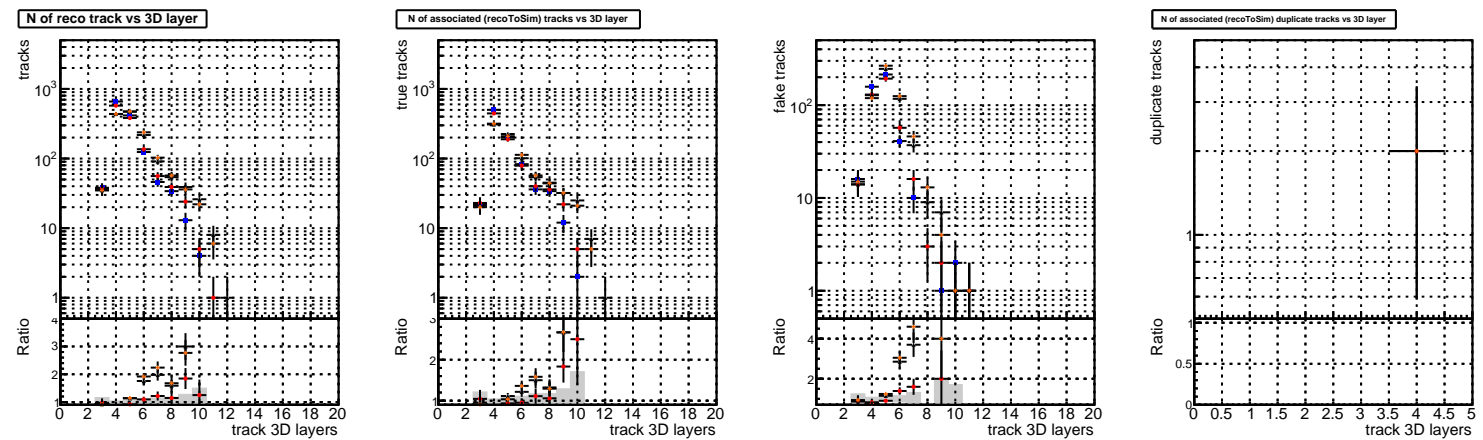 N of reco track vs 3D layer
tracks
10³
10²
10
1
Ratio
4
3
2
1
0 2 4 6 8 10 12 14 16 18 20
track 3D layers
N of associated (recoToSim) tracks vs 3D layer
true tracks
10³
10²
10
1
Ratio
3
2
1
0 2 4 6 8 10 12 14 16 18 20
track 3D layers
fake tracks
10²
10
1
Ratio
4
2
0 2 4 6 8 10 12 14 16 18 20
track 3D layers
N of associated (recoToSim) duplicate tracks vs 3D layer
duplicate tracks
1
Ratio
1
0.5
0
0 0.5 1 1.5 2 2.5 3 3.5 4 4.5 5
track 3D layers